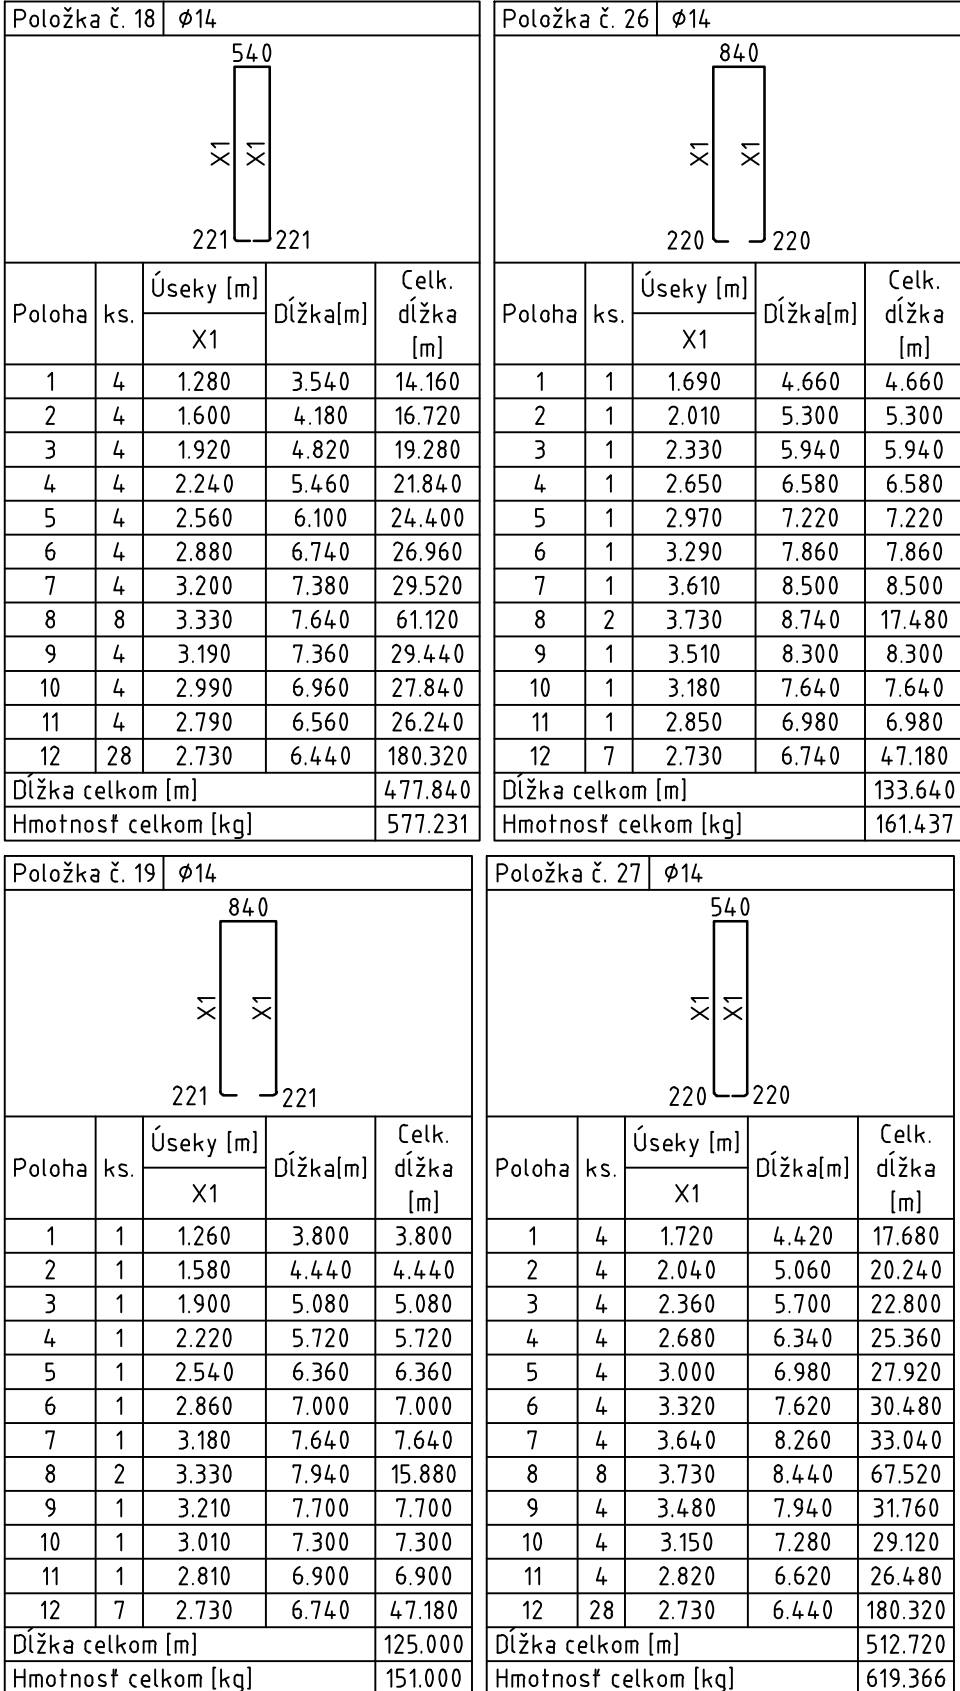 Položka č. 18 ø14
540
X1 X1
221 221
Poloha ks. Úseky [m] Dĺžka[m] Celk. dĺžka [m]
X1
1 4 1.280 3.540 14.160
2 4 1.600 4.180 16.720
3 4 1.920 4.820 19.280
4 4 2.240 5.460 21.840
5 4 2.560 6.100 24.400
6 4 2.880 6.740 26.960
7 4 3.200 7.380 29.520
8 8 3.330 7.640 61.120
9 4 3.190 7.360 29.440
10 4 2.990 6.960 27.840
11 4 2.790 6.560 26.240
12 28 2.730 6.440 180.320
Dĺžka celkom [m] 477.840
Hmotnosť celkom [kg] 577.231
Položka č. 26 ø14
840
X1 X1
220 220
Poloha ks. Úseky [m] Dĺžka[m] Celk. dĺžka [m]
X1
1 1 1.690 4.660 4.660
2 1 2.010 5.300 5.300
3 1 2.330 5.940 5.940
4 1 2.650 6.580 6.580
5 1 2.970 7.220 7.220
6 1 3.290 7.860 7.860
7 1 3.610 8.500 8.500
8 2 3.730 8.740 17.480
9 1 3.510 8.300 8.300
10 1 3.180 7.640 7.640
11 1 2.850 6.980 6.980
12 7 2.730 6.740 47.180
Dĺžka celkom [m] 133.640
Hmotnosť celkom [kg] 161.437
Položka č. 19 ø14
840
X1 X1
221 221
Poloha ks. Úseky [m] Dĺžka[m] Celk. dĺžka [m]
X1
1 1 1.260 3.800 3.800
2 1 1.580 4.440 4.440
3 1 1.900 5.080 5.080
4 1 2.220 5.720 5.720
5 1 2.540 6.360 6.360
6 1 2.860 7.000 7.000
7 1 3.180 7.640 7.640
8 2 3.330 7.940 15.880
9 1 3.210 7.700 7.700
10 1 3.010 7.300 7.300
11 1 2.810 6.900 6.900
12 7 2.730 6.740 47.180
Dĺžka celkom [m] 125.000
Hmotnosť celkom [kg] 151.000
Položka č. 27 ø14
540
X1 X1
220 220
Poloha ks. Úseky [m] Dĺžka[m] Celk. dĺžka [m]
X1
1 4 1.720 4.420 17.680
2 4 2.040 5.060 20.240
3 4 2.360 5.700 22.800
4 4 2.680 6.340 25.360
5 4 3.000 6.980 27.920
6 4 3.320 7.620 30.480
7 4 3.640 8.260 33.040
8 8 3.730 8.440 67.520
9 4 3.480 7.940 31.760
10 4 3.150 7.280 29.120
11 4 2.820 6.620 26.480
12 28 2.730 6.440 180.320
Dĺžka celkom [m] 512.720
Hmotnosť celkom [kg] 619.366